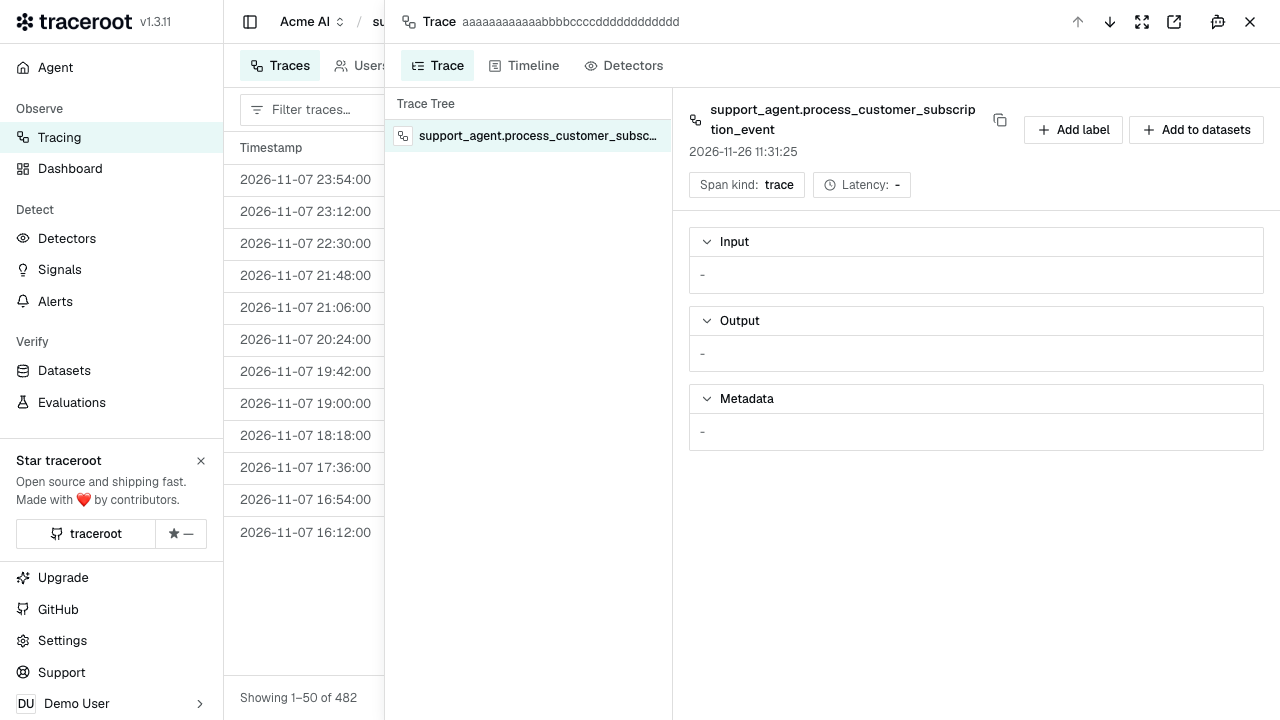 traceroot v1.3.11
Agent
Observe
Tracing
Dashboard
Detect
Detectors
Signals
Alerts
Verify
Datasets
Evaluations
Star traceroot
Open source and shipping fast.
Made with ❤️ by contributors.
traceroot
★ —
Upgrade
GitHub
Settings
Support
DU Demo User
Acme AI / su
Traces Users
Filter traces...
Timestamp
2026-11-07 23:54:00
2026-11-07 23:12:00
2026-11-07 22:30:00
2026-11-07 21:48:00
2026-11-07 21:06:00
2026-11-07 20:24:00
2026-11-07 19:42:00
2026-11-07 19:00:00
2026-11-07 18:18:00
2026-11-07 17:36:00
2026-11-07 16:54:00
2026-11-07 16:12:00
Showing 1–50 of 482
Trace aaaaaaaaaaaabbbbccccdddddddddddd
Trace Timeline Detectors
Trace Tree
support_agent.process_customer_subsc...
support_agent.process_customer_subscrip
tion_event
2026-11-26 11:31:25
Add label
Add to datasets
Span kind: trace
Latency: -
Input
-
Output
-
Metadata
-